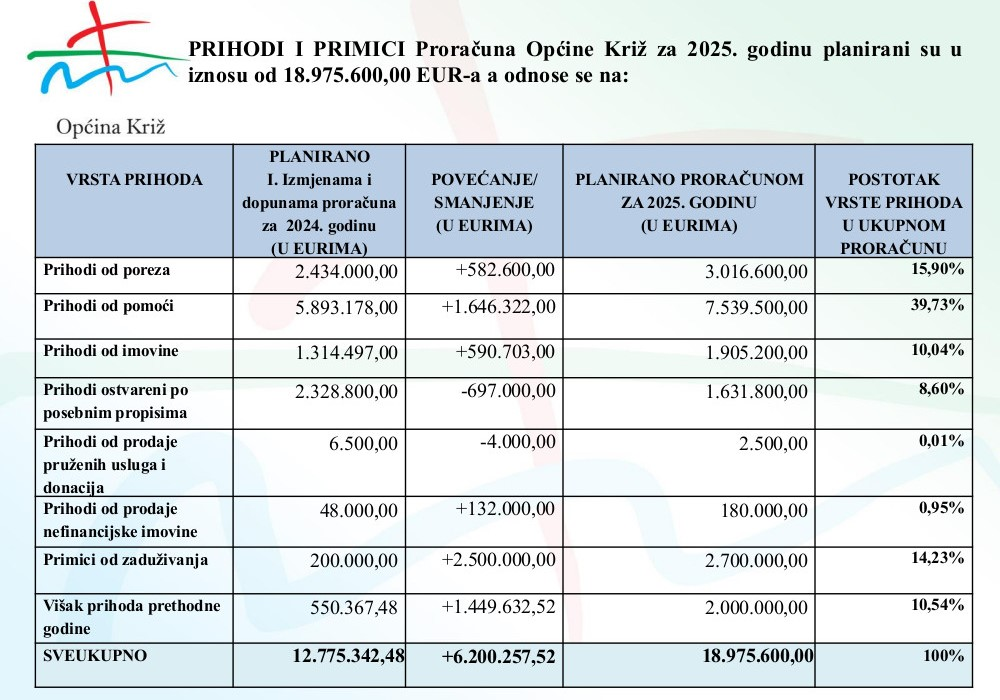 PRIHODI I PRIMICI Proračuna Općine Križ za 2025. godinu planirani su u
iznosu od 18.975.600,00 EUR-a a odnose se na:
Općina Križ
VRSTA PRIHODA
PLANIRANO
I. Izmjenama i
dopunama proračuna
za 2024. godinu
(U EURIMA)
POVEĆANJE/
SMANJENJE
(U EURIMA)
PLANIRANO PRORAČUNOM
ZA 2025. GODINU
(U EURIMA)
POSTOTAK
VRSTE PRIHODA
U UKUPNOM
PRORAČUNU
Prihodi od poreza 2.434.000,00 +582.600,00 3.016.600,00 15,90%
Prihodi od pomoći 5.893.178,00 +1.646.322,00 7.539.500,00 39,73%
Prihodi od imovine 1.314.497,00 +590.703,00 1.905.200,00 10,04%
Prihodi ostvareni po 2.328.800,00 -697.000,00 1.631.800,00 8,60%
posebnim propisima
Prihodi od prodaje 6.500,00 -4.000,00 2.500,00 0,01%
pruženih usluga i
donacija
Prihodi od prodaje 48.000,00 +132.000,00 180.000,00 0,95%
nefinancijske imovine
Primici od zaduživanja 200.000,00 +2.500.000,00 2.700.000,00 14,23%
Višak prihoda prethodne 550.367,48 +1.449.632,52 2.000.000,00 10,54%
godine
SVEUKUPNO 12.775.342,48 +6.200.257,52 18.975.600,00 100%